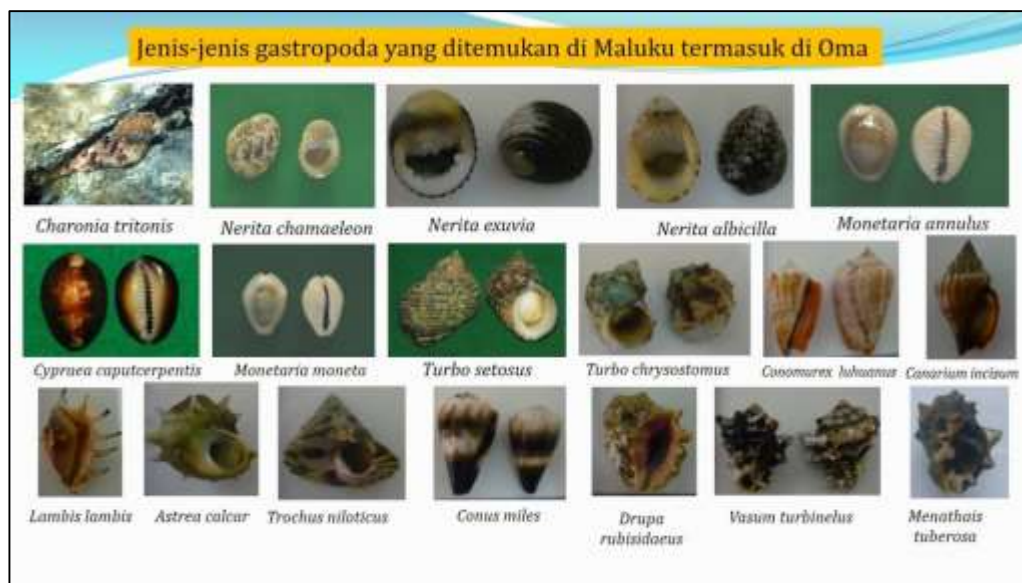 Jenis-jenis gastropoda yang ditemukan di Maluku termasuk di Oma
Charonia tritonis
Nerita chamaeleon
Nerita exuvia
Nerita albicilla
Monetaria annulus
Cypraea caputcerpentis
Monetaria moneta
Turbo setosus
Turbo chrysostomus
Conomurex luhuanus
Canarium incisum
Lambis lambis
Astrea calcar
Trochus niloticus
Conus miles
Drupa
rubisidaeus
Vasum turbinelus
Menathais
tuberosa